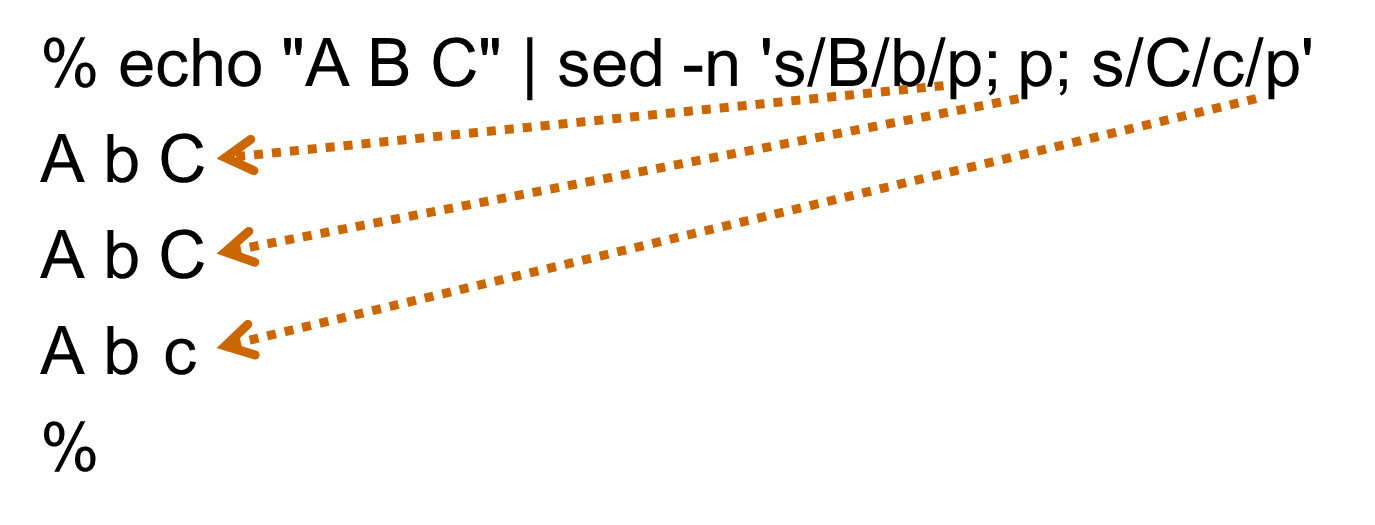 % echo "A B C" | sed -n 's/B/b/p; p; s/C/c/p'
A b C
A b C
A b c
%